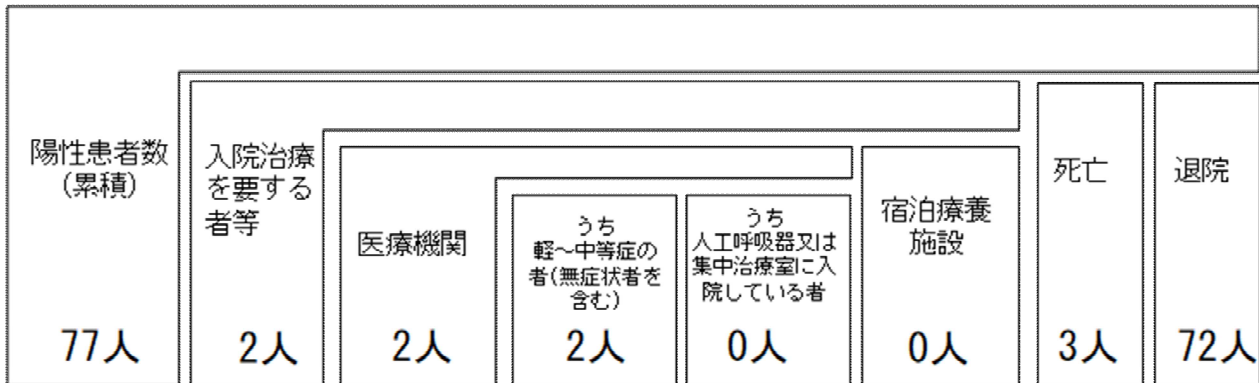 陽性患者数
(累積)
77人
入院治療
を要する
者等
2人
医療機関
2人
うち
軽～中等症の
者(無症状者を
含む)
2人
うち
人工呼吸器又は
集中治療室に入
院している者
0人
宿泊療養
施設
0人
死亡
3人
退院
72人